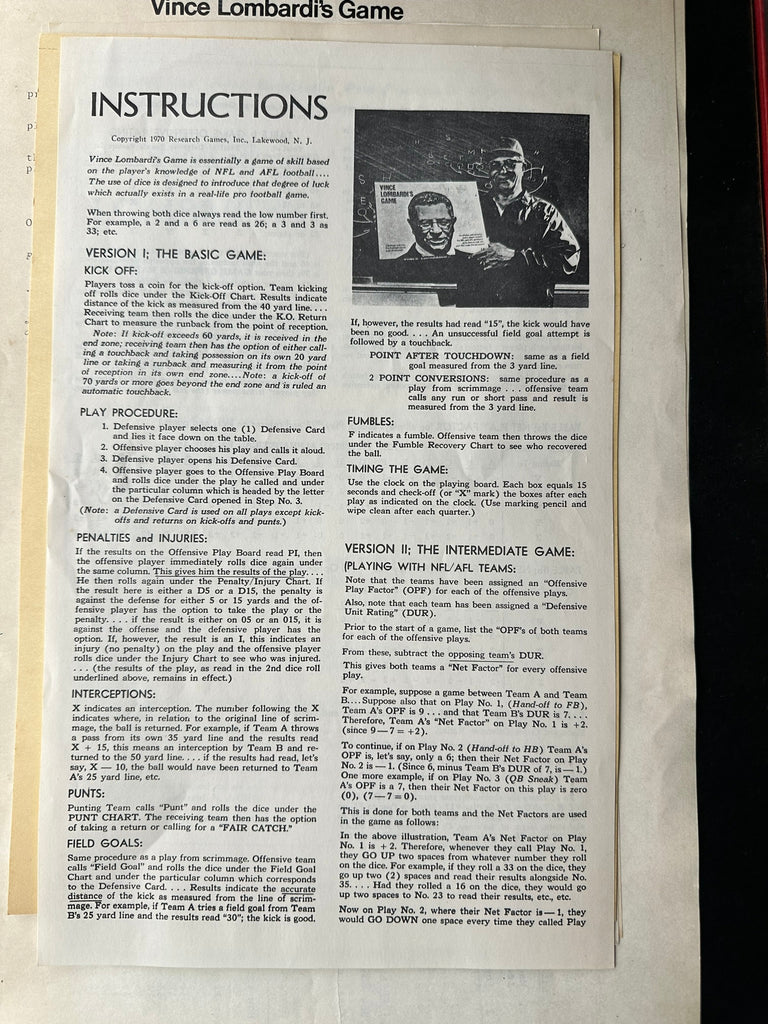 Vince Lombardi's Game
INSTRUCTIONS
Copyright 1970 Research Games, Inc., Lakewood, N. J.
Vince Lombardi's Game is essentially a game of skill based
on the player's knowledge of NFL and AFL football....
The use of dice is designed to introduce that degree of luck
which actually exists in a real-life pro football game.
When throwing both dice always read the low number first.
For example, a 2 and a 6 are read as 26; a 3 and 3 as
33; etc.
VERSION I; THE BASIC GAME:
KICK OFF:
Players toss a coin for the kick-off option. Team kicking
off rolls dice under the Kick-Off Chart. Results indicate
distance of the kick as measured from the 40 yard line....
Receiving team then rolls the dice under the K.O. Return
Chart to measure the runback from the point of reception.
Note: If kick-off exceeds 60 yards, it is received in the
end zone; receiving team then has the option of either call-
ing a touchback and taking possession on its own 20 yard
line or taking a runback and measuring it from the point
of reception in its own end zone....Note: a kick-off of
70 yards or more goes beyond the end zone and is ruled an
automatic touchback.
PLAY PROCEDURE:
1. Defensive player selects one (1) Defensive Card
and lies it face down on the table.
2. Offensive player chooses his play and calls it aloud.
3. Defensive player opens his Defensive Card.
4. Offensive player goes to the Offensive Play Board
and rolls dice under the play he called and under
the particular column which is headed by the letter
on the Defensive Card opened in Step No. 3.
(Note: a Defensive Card is used on all plays except kick-
offs and returns on kick-offs and punts.)
PENALTIES and INJURIES:
If the results on the Offensive Play Board read PI, then
the offensive player immediately rolls dice again under
the same column. This gives him the results of the play....
He then rolls again under the Penalty/Injury Chart. If
the result here is either a D5 or a D15, the penalty is
against the defense for either 5 or 15 yards and the of-
fensive player has the option to take the play or the
penalty. . . . if the result is either on 05 or an 015, it is
against the offense and the defensive player has the
option. If, however, the result is an I, this indicates an
injury (no penalty) on the play and the offensive player
rolls dice under the Injury Chart to see who was injured.
. . . (the results of the play, as read in the 2nd dice roll
underlined above, remains in effect.)
INTERCEPTIONS:
X indicates an interception. The number following the X
indicates where, in relation to the original line of scrim-
mage, the ball is returned. For example, if Team A throws
a pass from its own 35 yard line and the results read
X + 15, this means an interception by Team B and re-
turned to the 50 yard line. . . . if the results had read, let's
say, X — 10, the ball would have been returned to Team
A's 25 yard line, etc.
PUNTS:
Punting Team calls "Punt" and rolls the dice under the
PUNT CHART. The receiving team then has the option
of taking a return or calling for a "FAIR CATCH."
FIELD GOALS:
Same procedure as a play from scrimmage. Offensive team
calls "Field Goal" and rolls the dice under the Field Goal
Chart and under the particular column which corresponds
to the Defensive Card. . . . Results indicate the accurate
distance of the kick as measured from the line of scrim-
mage. For example, if Team A tries a field goal from Team
B's 25 yard line and the results read "30"; the kick is good.
VINCE
LOMBARDI'S
GAME
If, however, the results had read "15", the kick would have
been no good. . . . An unsuccessful field goal attempt is
followed by a touchback.
POINT AFTER TOUCHDOWN: same as a field
goal measured from the 3 yard line.
2 POINT CONVERSIONS: same procedure as a
play from scrimmage . . . offensive team
calls any run or short pass and result is
measured from the 3 yard line.
FUMBLES:
F indicates a fumble. Offensive team then throws the dice
under the Fumble Recovery Chart to see who recovered
the ball.
TIMING THE GAME:
Use the clock on the playing board. Each box equals 15
seconds and check-off (or "X" mark) the boxes after each
play as indicated on the clock. (Use marking pencil and
wipe clean after each quarter.)
VERSION II; THE INTERMEDIATE GAME:
(PLAYING WITH NFL/AFL TEAMS:
Note that the teams have been assigned an "Offensive
Play Factor" (OPF) for each of the offensive plays.
Also, note that each team has been assigned a "Defensive
Unit Rating" (DUR).
Prior to the start of a game, list the "OPF's of both teams
for each of the offensive plays.
From these, subtract the opposing team's DUR.
This gives both teams a "Net Factor" for every offensive
play.
For example, suppose a game between Team A and Team
B.... Suppose also that on Play No. 1, (Hand-off to FB),
Team A's OPF is 9 . . . and that Team B's DUR is 7. . . .
Therefore, Team A's "Net Factor" on Play No. 1 is +2.
(since 9—7= +2).
To continue, if on Play No. 2 (Hand-off to HB) Team A's
OPF is, let's say, only a 6; then their Net Factor on Play
No. 2 is — 1. (Since 6, minus Team B's DUR of 7, is —1.)
One more example, if on Play No. 3 (QB Sneak) Team
A's OPF is a 7, then their Net Factor on this play is zero
(0), (7—7=0).
This is done for both teams and the Net Factors are used
in the game as follows:
In the above illustration, Team A's Net Factor on Play
No. 1 is +2. Therefore, whenever they call Play No. 1,
they GO UP two spaces from whatever number they roll
on the dice. For example, if they roll a 33 on the dice, they
go up two (2) spaces and read their results alongside No.
35. . . . Had they rolled a 16 on the dice, they would go
up two spaces to No. 23 to read their results, etc., etc.
Now on Play No. 2, where their Net Factor is—1, they
would GO DOWN one space every time they called Play